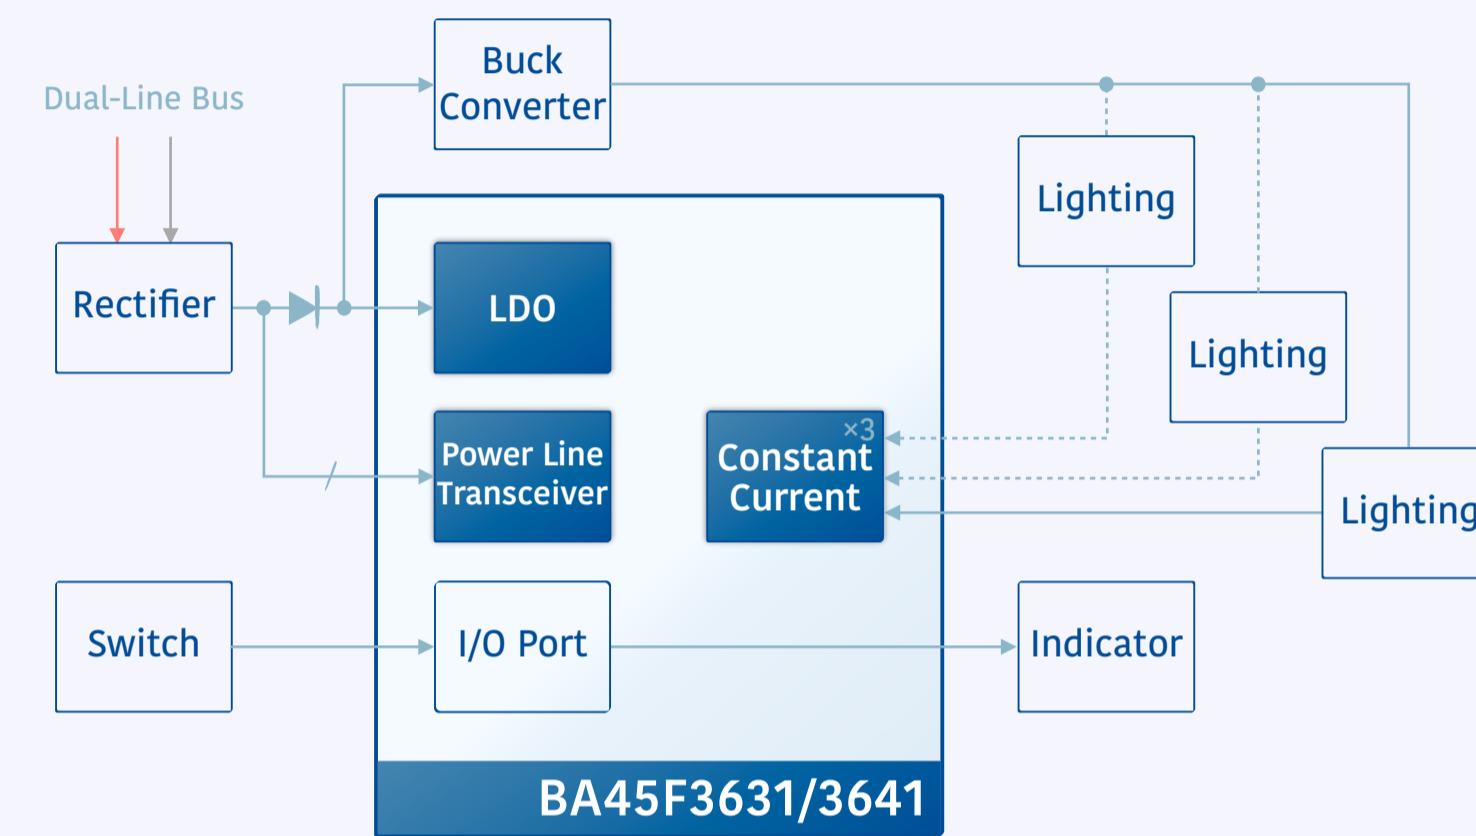 Buck
Converter
Dual-Line Bus
Lighting
Rectifier
LDO
Lighting
Power Line
Transceiver
×3
Constant
Current
Lighting
Switch
I/O Port
Indicator
BA45F3631/3641